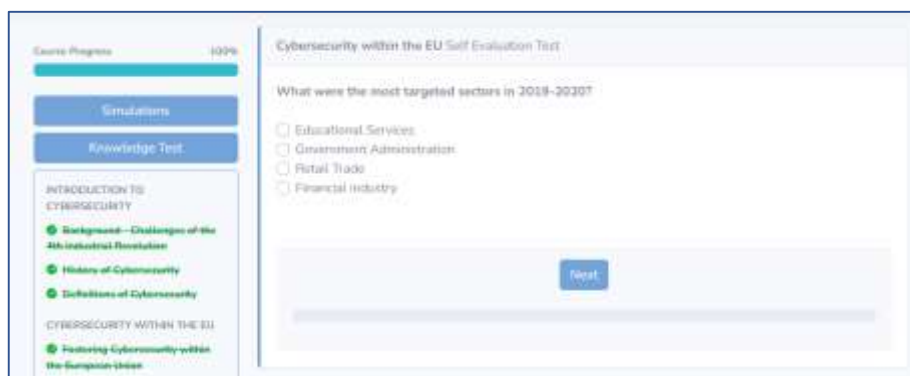 Course Progress 100%
Simulations
Knowledge Test
INTRODUCTION TO
CYBERSECURITY
Background - Challenges of the
4th Industrial Revolution
History of Cybersecurity
Definitions of Cybersecurity
CYBERSECURITY WITHIN THE EU
Fostering Cybersecurity within
the European Union
Cybersecurity within the EU Self Evaluation Test
What were the most targeted sectors in 2019-2020?
Educational Services
Government Administration
Retail Trade
Financial Industry
Next